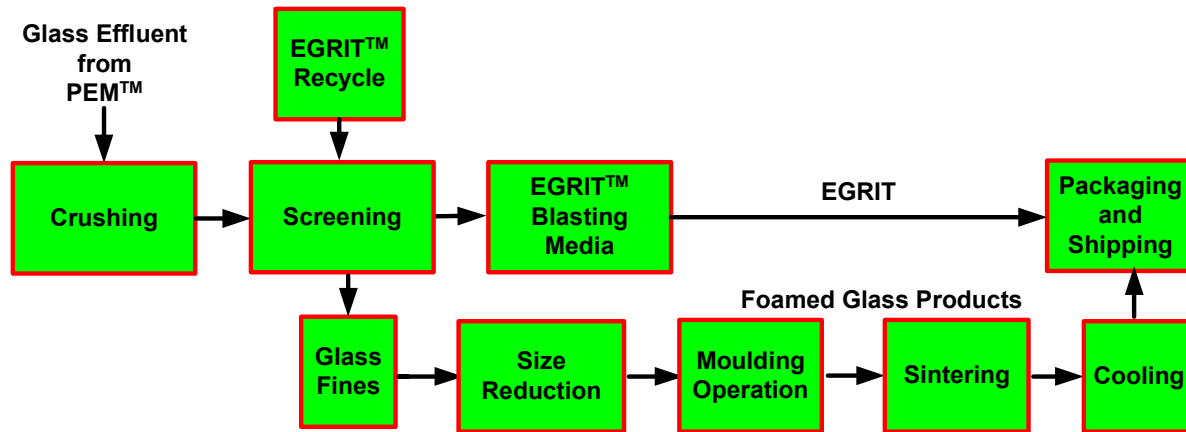 Glass Effluent
from
PEM™
EGRIT™
Recycle
Crushing
Screening
EGRIT™
Blasting
Media
EGRIT
Packaging
and
Shipping
Foamed Glass Products
Glass
Fines
Size
Reduction
Moulding
Operation
Sintering
Cooling